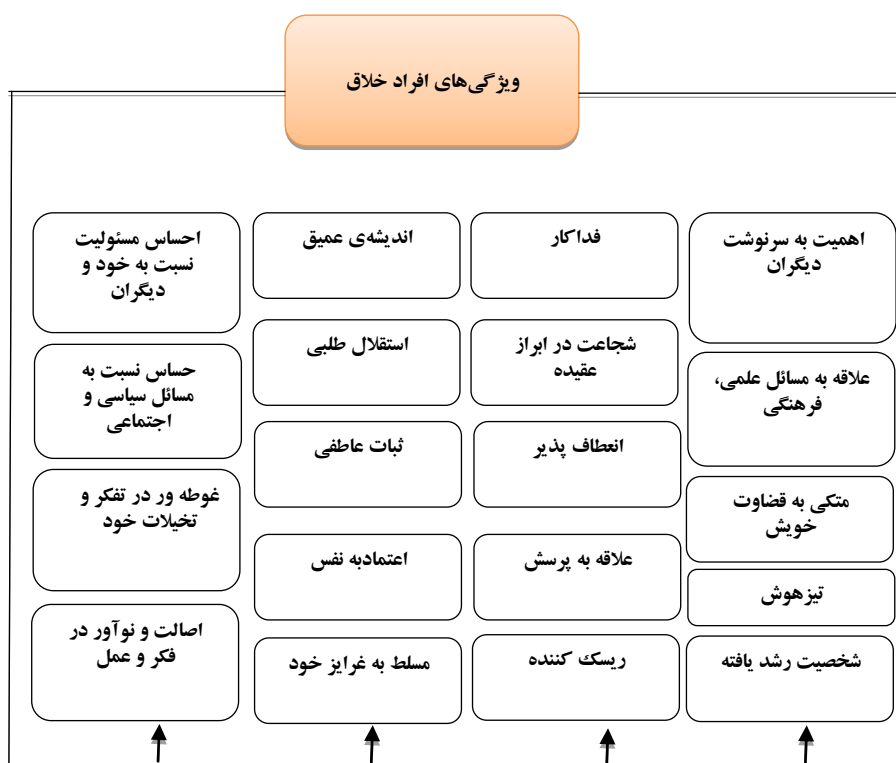 ویژگی‌های افراد خلاق
اهمیت به سرنوشت
دیگران
علاقه به مسائل علمی،
فرهنگی
متکی به قضاوت
خویش
تیزهوش
شخصیت رشد یافته
فداکار
شجاعت در ابراز
عقیده
انعطاف پذیر
علاقه به پرسش
ریسک کننده
اندیشه‌ی عمیق
استقلال طلبی
ثبات عاطفی
اعتمادبه نفس
مسلط به غرایز خود
احساس مسئولیت
نسبت به خود و
دیگران
حساس نسبت به
مسائل سیاسی و
اجتماعی
غوطه ور در تفکر و
تخیلات خود
اصالت و نوآور در
فکر و عمل